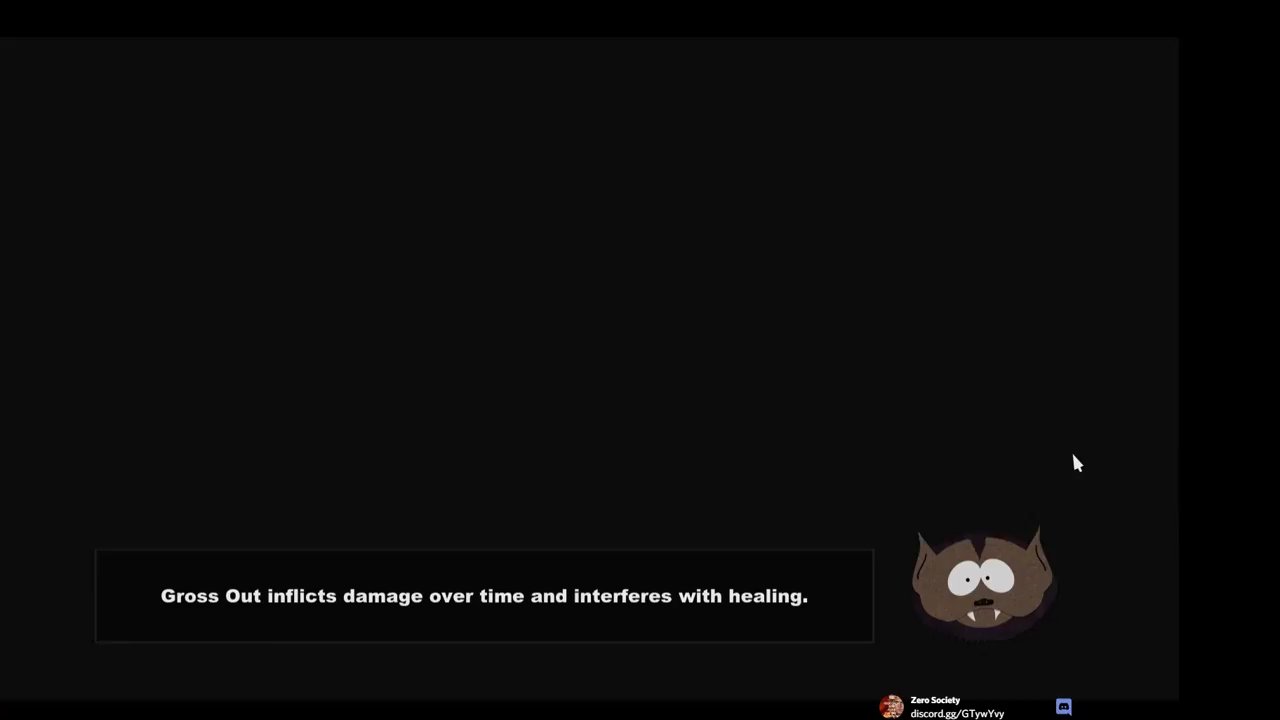 Gross Out inflicts damage over time and interferes with healing.
Zero Society
discord.gg/GTywYvy